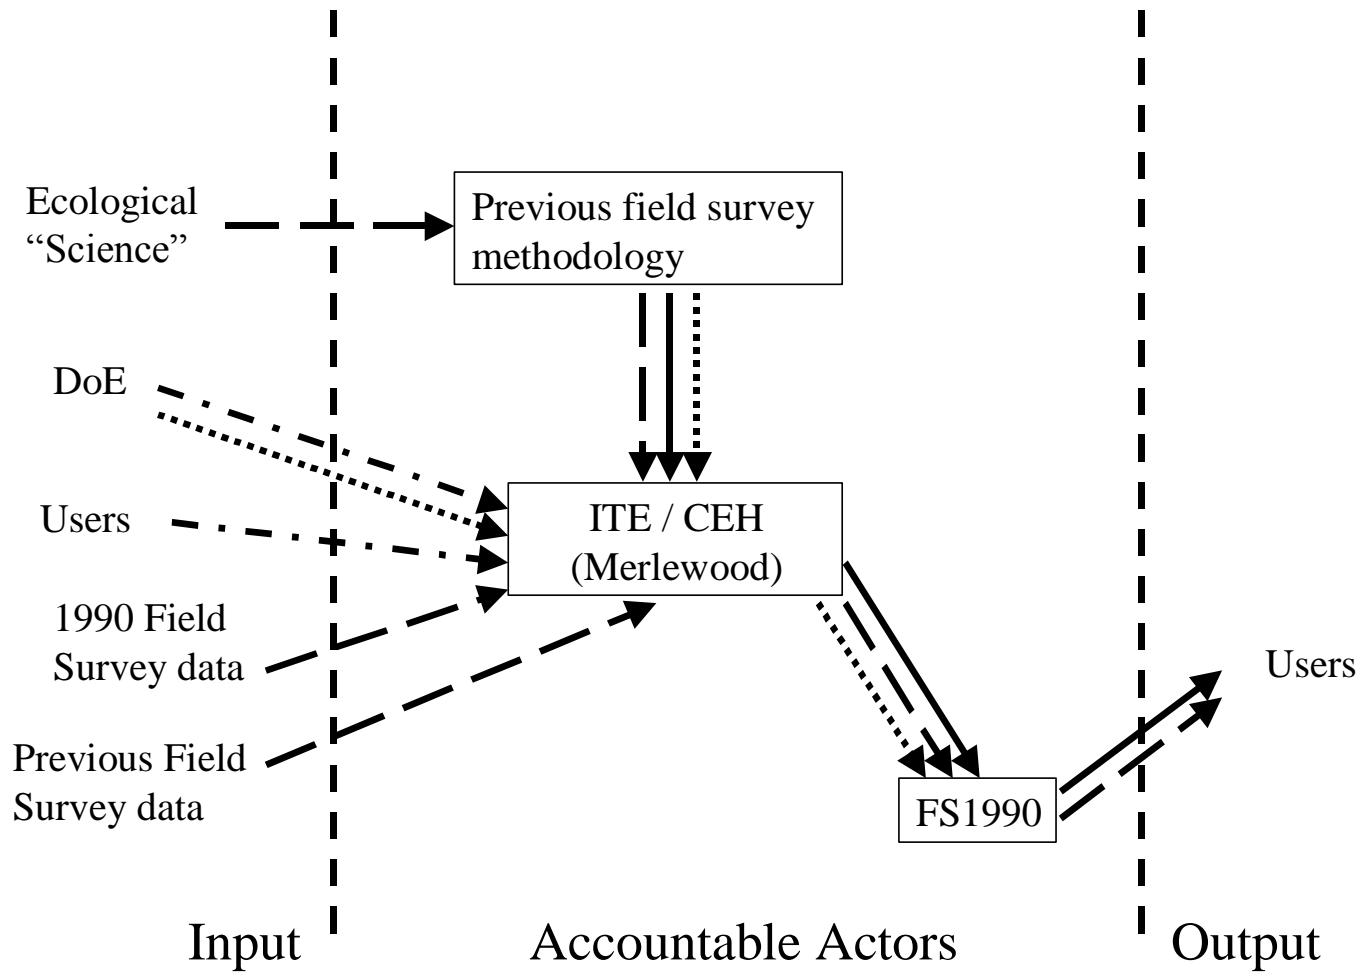 Ecological
“Science”
Previous field survey
methodology
DoE
Users
ITE / CEH
(Merlewood)
1990 Field
Survey data
Users
Previous Field
Survey data
FS1990
Input
Accountable Actors
Output